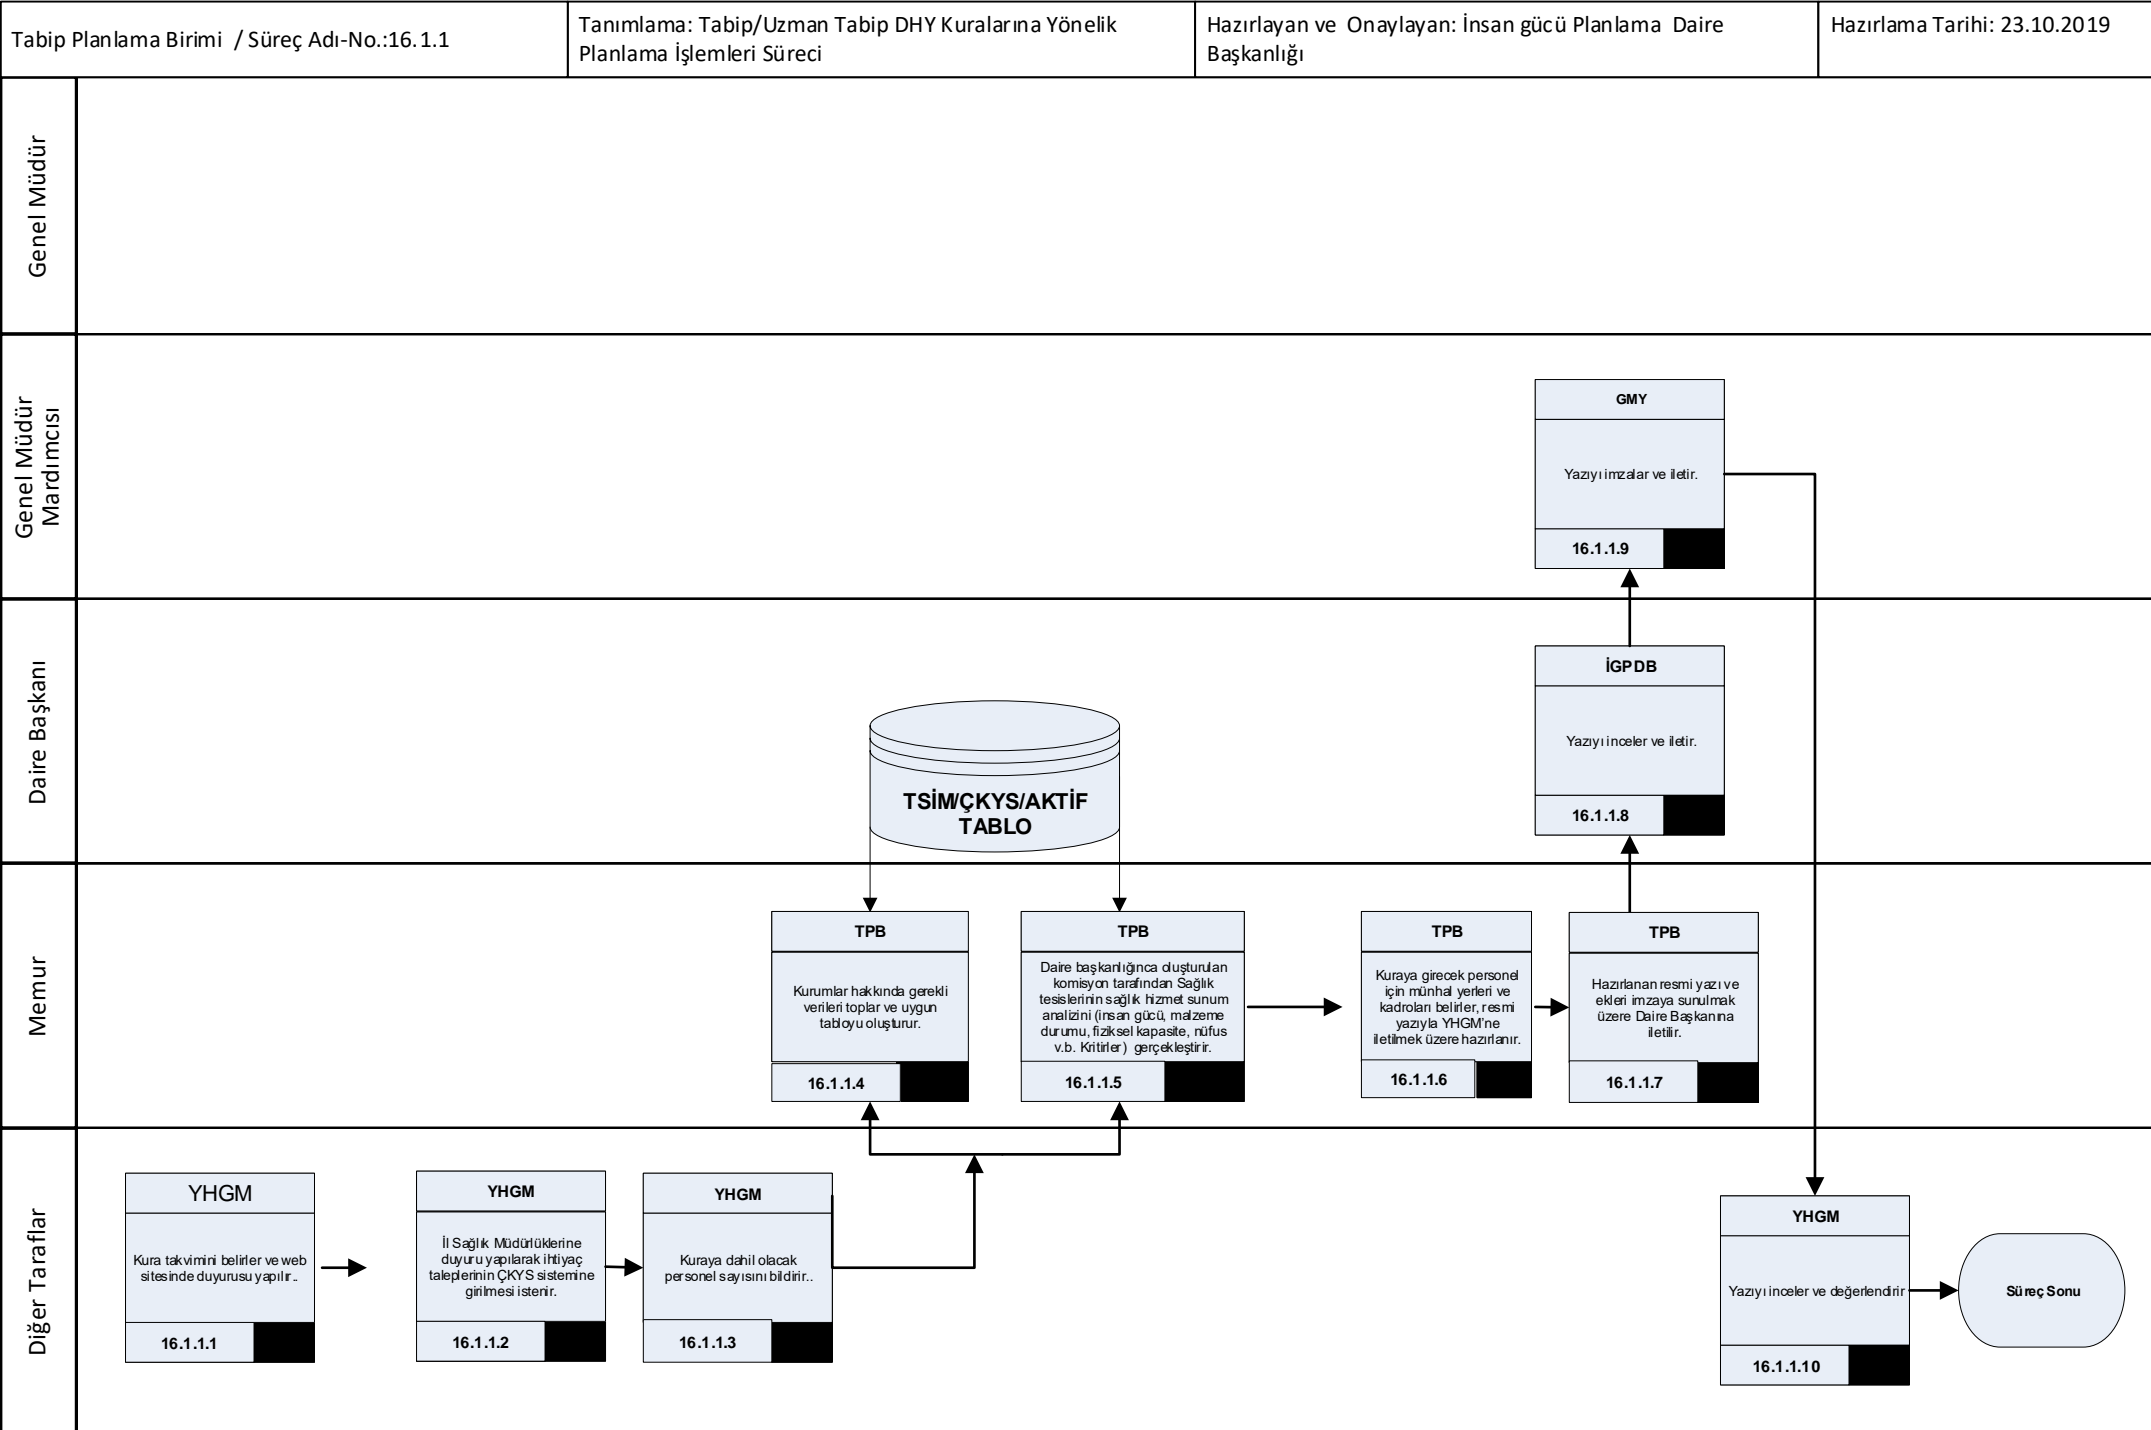 Tabip Planlama Birimi / Süreç Adı-No.:16.1.1
Tanımlama: Tabip/Uzman Tabip DHY Kuralarına Yönelik
Planlama İşlemleri Süreci
Hazırlayan ve Onaylayan: İnsan gücü Planlama Daire
Başkanlığı
Hazırlama Tarihi: 23.10.2019
Genel Müdür
Genel Müdür
Mardımcısı
GMY
Yazıyı imzalar ve iletir.
16.1.1.9
Daire Başkanı
TSİM/ÇKYS/AKTİF
TABLO
İGPDB
Yazıyı inceler ve iletir.
16.1.1.8
Memur
TPB
Kurumlar hakkında gerekli
verileri toplar ve uygun
tabloyu oluşturur.
16.1.1.4
TPB
Daire başkanlığınca oluşturulan
komisyon tarafından Sağlık
tesislerinin sağlık hizmet sunum
analizini (insan gücü, malzeme
durumu, fiziksel kapasite, nüfus
v.b. Kritirler) gerçekleştirir.
16.1.1.5
TPB
Kuraya girecek personel
için münhal yerleri ve
kadroları belirler, resmi
yazıyla YHGM’ne
iletilmek üzere hazırlanır.
16.1.1.6
TPB
Hazırlanan resmi yazı ve
ekleri imzaya sunulmak
üzere Daire Başkanına
iletilir.
16.1.1.7
Diğer Taraflar
YHGM
Kura takvimini belirler ve web
sitesinde duyurusu yapılır..
16.1.1.1
YHGM
İl Sağlık Müdürlüklerine
duyuru yapılarak ihtiyaç
taleplerinin ÇKYS sistemine
girilmesi istenir.
16.1.1.2
YHGM
Kuraya dahil olacak
personel sayısını bildirir..
16.1.1.3
YHGM
Yazıyı inceler ve değerlendirir
16.1.1.10
Süreç Sonu